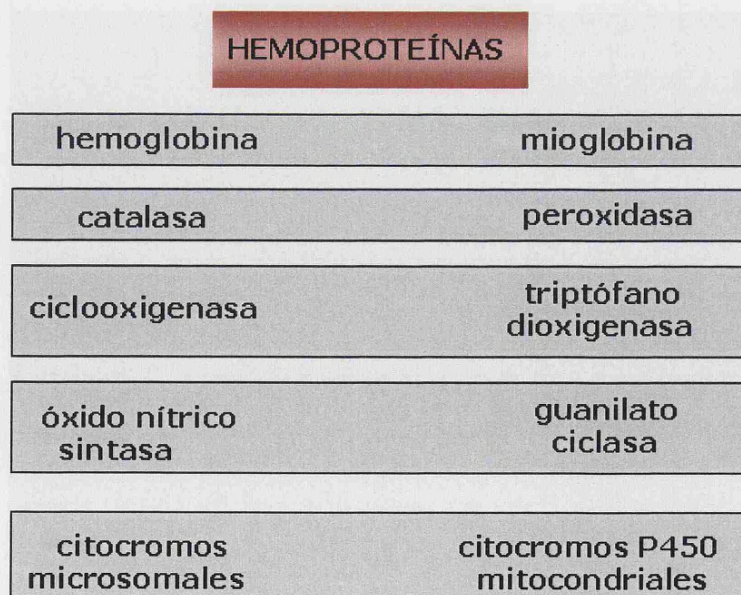 HEMOPROTEÍNAS
hemoglobina
mioglobina
catalasa
peroxidasa
ciclooxigenasa
triptófano
dioxigenasa
óxido nítrico
sintasa
guanilato
ciclasa
citocromos
microsomales
citocromos P450
mitocondriales